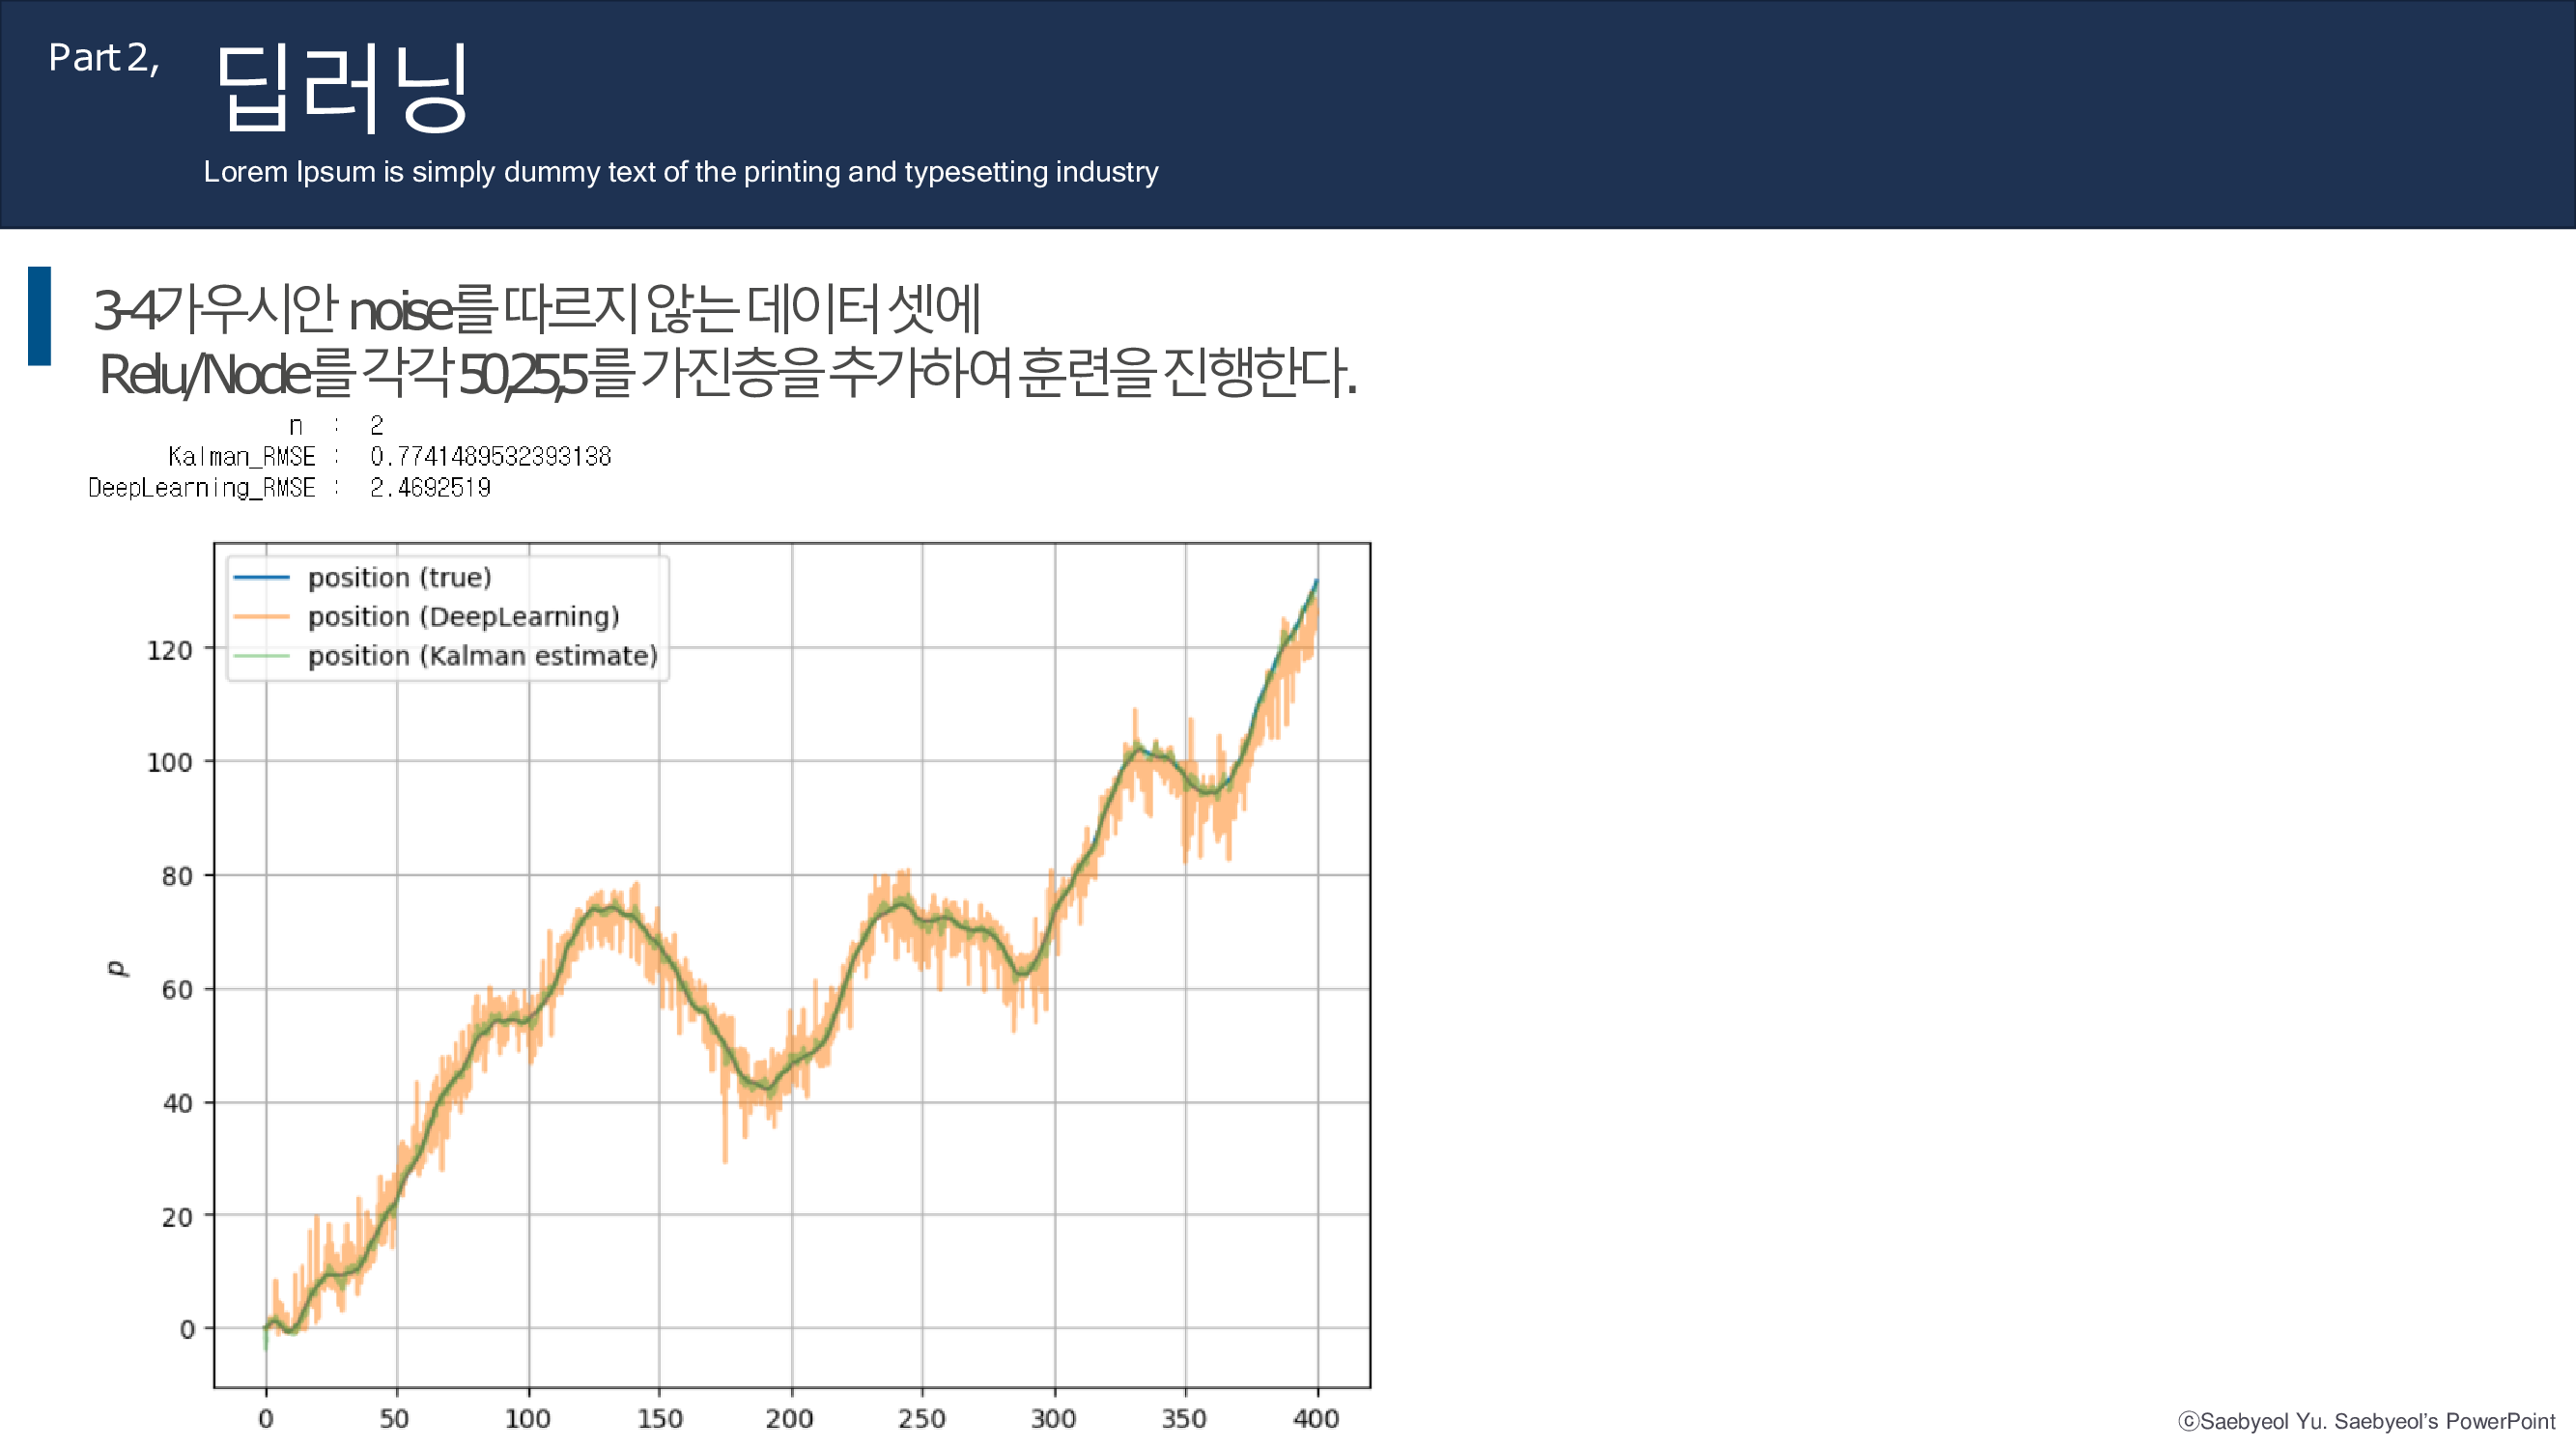 Part 2,
딥러닝
Lorem Ipsum is simply dummy text of the printing and typesetting industry
3-4가우시안 noise를 따르지 않는 데이터 셋에
Relu/Node를 각각 50,25,5 를 가진층을 추가하여 훈련을 진행한다.
n : 2
Kalman_RMSE : 0.7741489532393138
DeepLearning_RMSE : 2.4692519
position (true)
position (DeepLearning)
position (Kalman estimate)
120
100
80
60
40
20
0
p
0 50 100 150 200 250 300 350 400
ⓒSaebyeol Yu. Saebyeol's PowerPoint